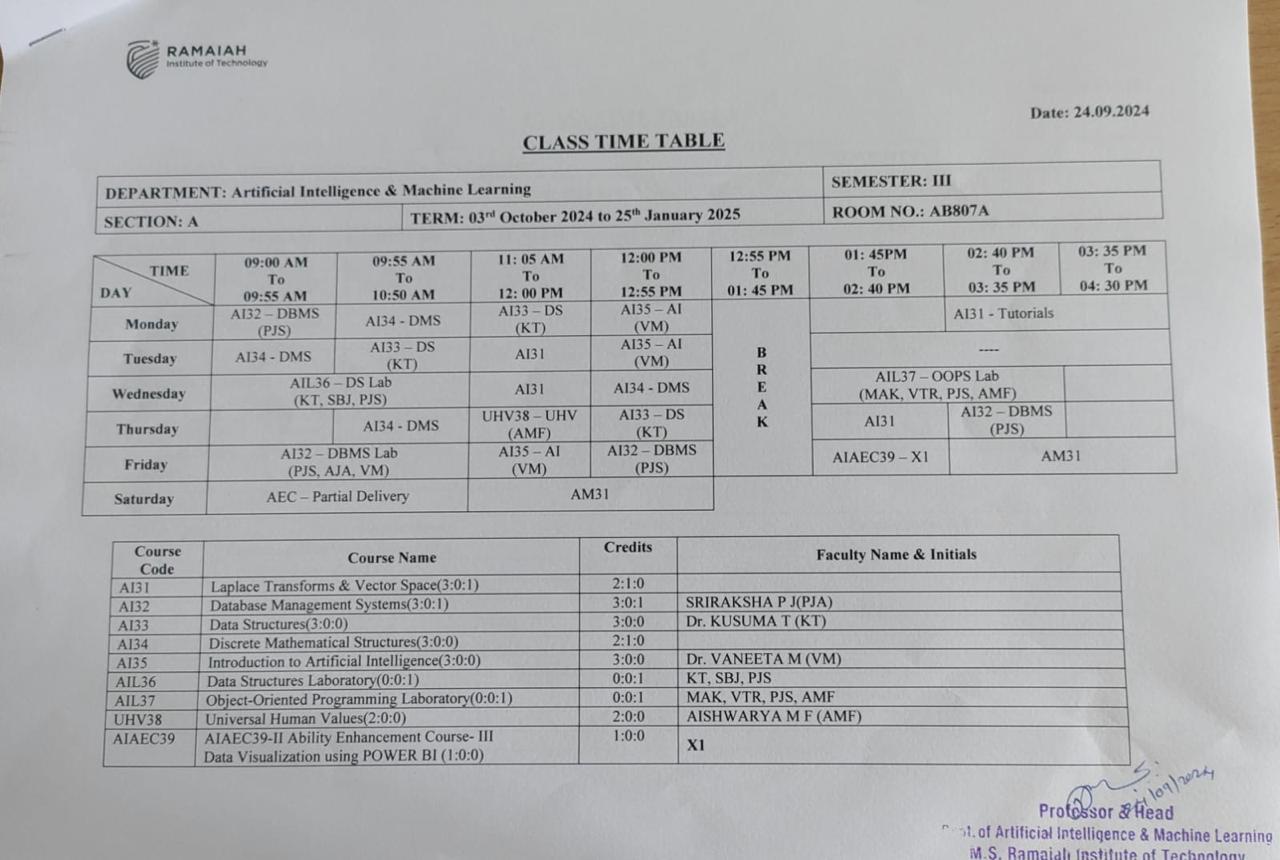 RAMAIAH
Institute of Technology
Date: 24.09.2024
CLASS TIME TABLE
DEPARTMENT: Artificial Intelligence & Machine Learning SEMESTER: III
SECTION: A TERM: 03rd October 2024 to 25th January 2025 ROOM NO.: AB807A
TIME DAY 09:00 AM To 09:55 AM 09:55 AM To 10:50 AM 11: 05 AM To 12: 00 PM 12:00 PM To 12:55 PM 12:55 PM To 01: 45 PM 01: 45PM To 02: 40 PM 02: 40 PM To 03: 35 PM 03: 35 PM To 04: 30 PM
Monday AI32 – DBMS (PJS) AI34 - DMS AI33 – DS (KT) AI35 – AI (VM) AI31 - Tutorials
Tuesday AI34 - DMS AI33 – DS (KT) AI31 AI35 – AI (VM) ----
BREAK
Wednesday AIL36 – DS Lab (KT, SBJ, PJS) AI31 AI34 - DMS AIL37 – OOPS Lab (MAK, VTR, PJS, AMF)
Thursday AI34 - DMS UHV38 – UHV (AMF) AI33 – DS (KT) AI31 AI32 – DBMS (PJS)
Friday AI32 – DBMS Lab (PJS, AJA, VM) AI35 – AI (VM) AI32 – DBMS (PJS) AIAEC39 – X1 AM31
Saturday AEC – Partial Delivery AM31
Course Code Course Name Credits Faculty Name & Initials
AI31 Laplace Transforms & Vector Space(3:0:1) 2:1:0
AI32 Database Management Systems(3:0:1) 3:0:1 SRIRAKSHA P J(PJA)
AI33 Data Structures(3:0:0) 3:0:0 Dr. KUSUMA T (KT)
AI34 Discrete Mathematical Structures(3:0:0) 2:1:0
AI35 Introduction to Artificial Intelligence(3:0:0) 3:0:0 Dr. VANEETA M (VM)
AIL36 Data Structures Laboratory(0:0:1) 0:0:1 KT, SBJ, PJS
AIL37 Object-Oriented Programming Laboratory(0:0:1) 0:0:1 MAK, VTR, PJS, AMF
UHV38 Universal Human Values(2:0:0) 2:0:0 AISHWARYA M F (AMF)
AIAEC39 AIAEC39-II Ability Enhancement Course- III 1:0:0 X1
Data Visualization using POWER BI (1:0:0)
24/09/2024
Professor & Head
of Artificial Intelligence & Machine Learning
M.S. Ramaiah Institute of Technology